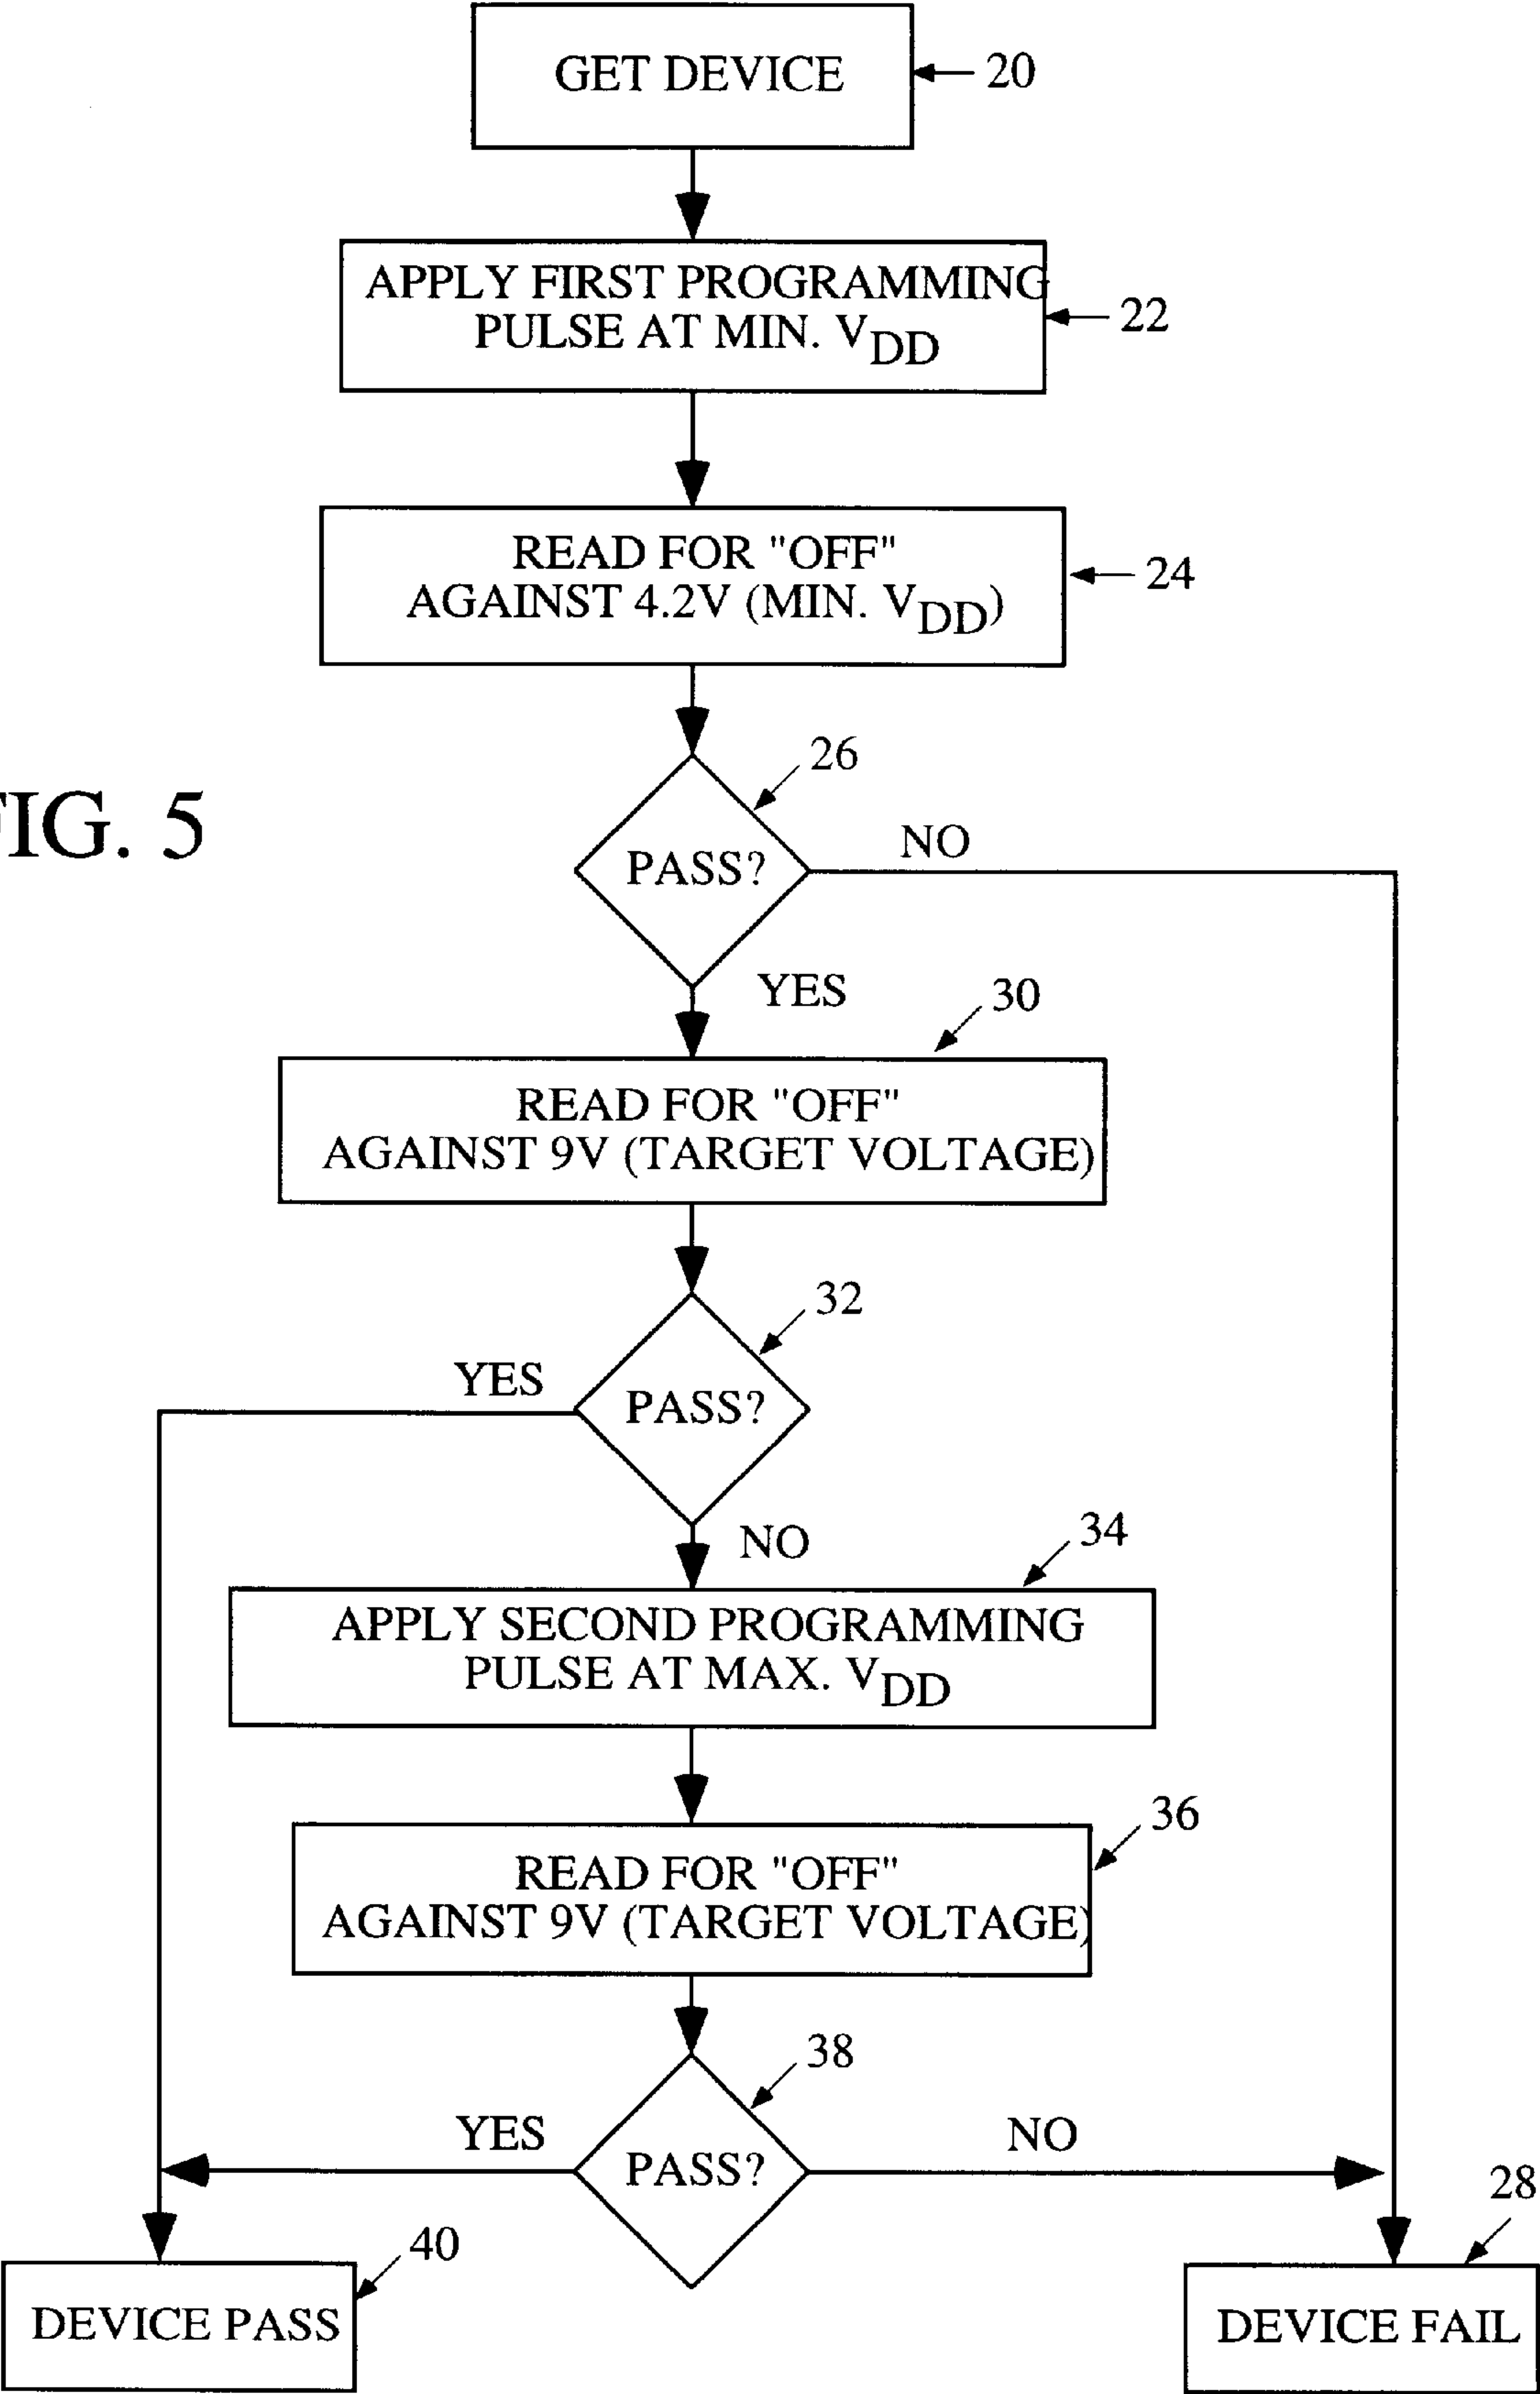 GET DEVICE
20
APPLY FIRST PROGRAMMING
PULSE AT MIN. VDD
22
READ FOR "OFF"
AGAINST 4.2V (MIN. VDD)
24
26
FIG. 5
PASS?
NO
YES
30
READ FOR "OFF"
AGAINST 9V (TARGET VOLTAGE)
32
YES
PASS?
NO
34
APPLY SECOND PROGRAMMING
PULSE AT MAX. VDD
36
READ FOR "OFF"
AGAINST 9V (TARGET VOLTAGE)
38
YES
PASS?
NO
28
40
DEVICE PASS
DEVICE FAIL